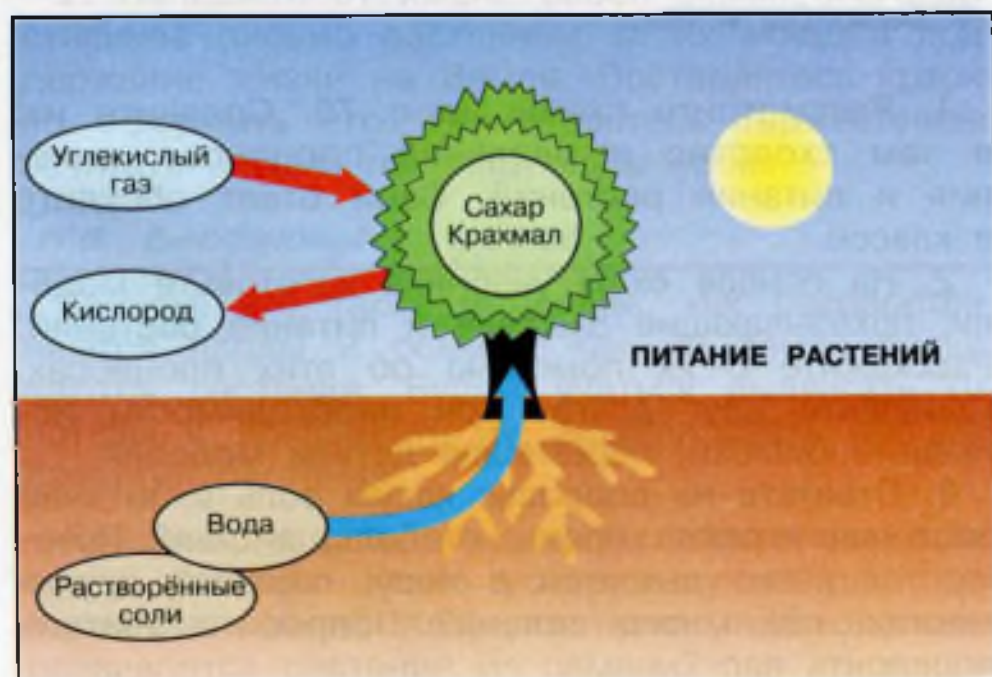 Углекислый
газ
Сахар
Крахмал
Кислород
ПИТАНИЕ РАСТЕНИЙ
Вода
Растворённые
соли